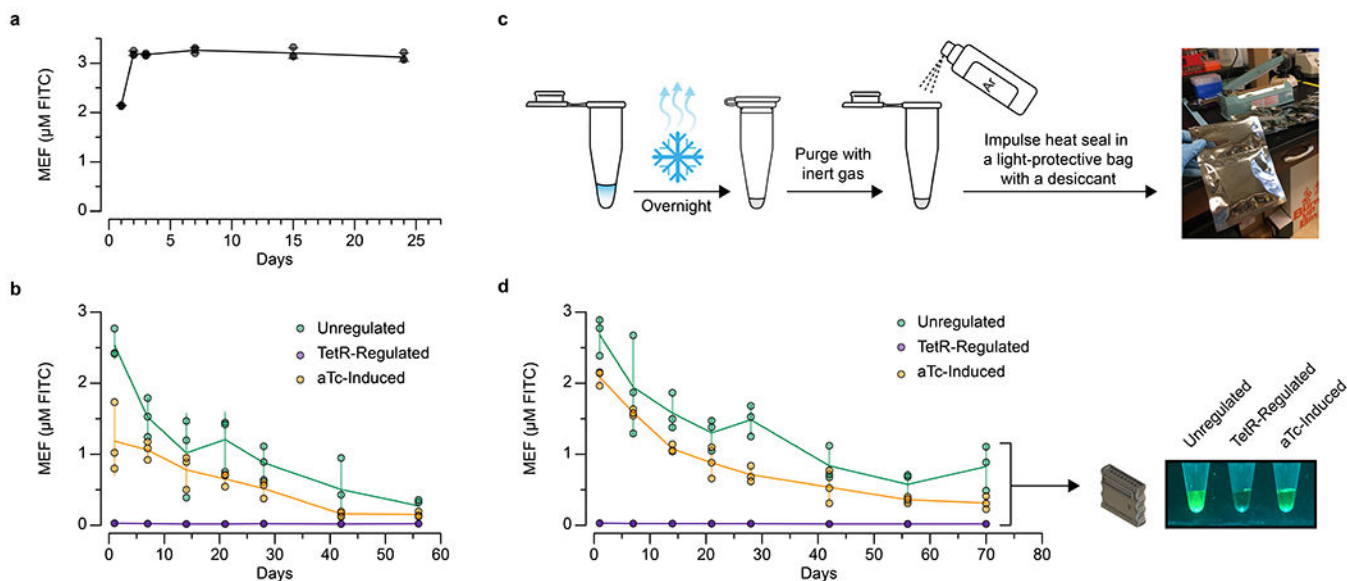 a
MEF (µM FITC)
3
2
1
0
0 5 10 15 20 25
Days
b
MEF (µM FITC)
3
2
1
0
0 10 20 30 40 50 60
Days
Unregulated
TetR-Regulated
aTc-Induced
c
Overnight
Purge with
inert gas
Ar
Impulse heat seal in
a light-protective bag
with a desiccant
d
MEF (µM FITC)
3
2
1
0
0 10 20 30 40 50 60 70 80
Days
Unregulated
TetR-Regulated
aTc-Induced
Unregulated
TetR-Regulated
aTc-Induced